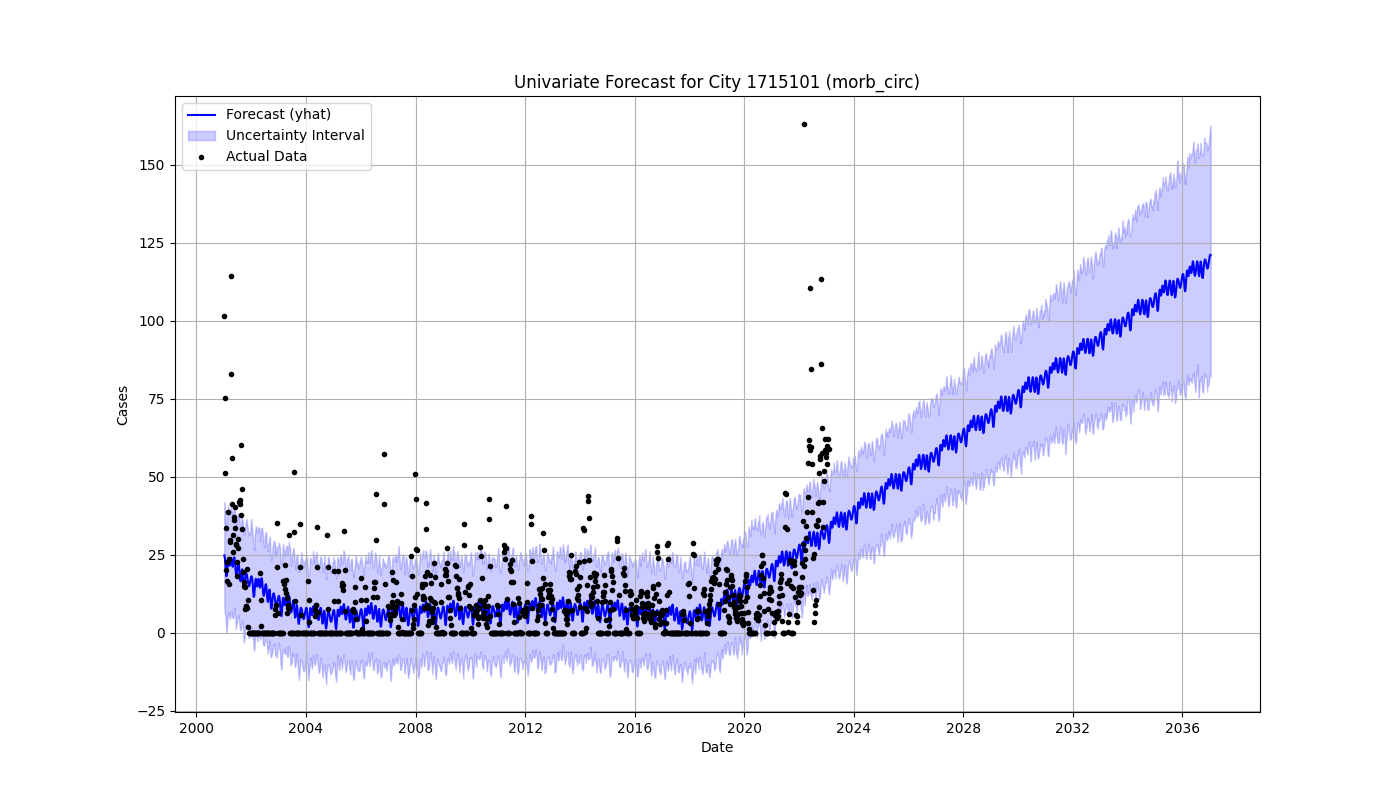 Univariate Forecast for City 1715101 (morb_circ)
Forecast (yhat)
Uncertainty Interval
Actual Data
150
125
100
75
50
25
0
−25
Cases
2000 2004 2008 2012 2016 2020 2024 2028 2032 2036
Date